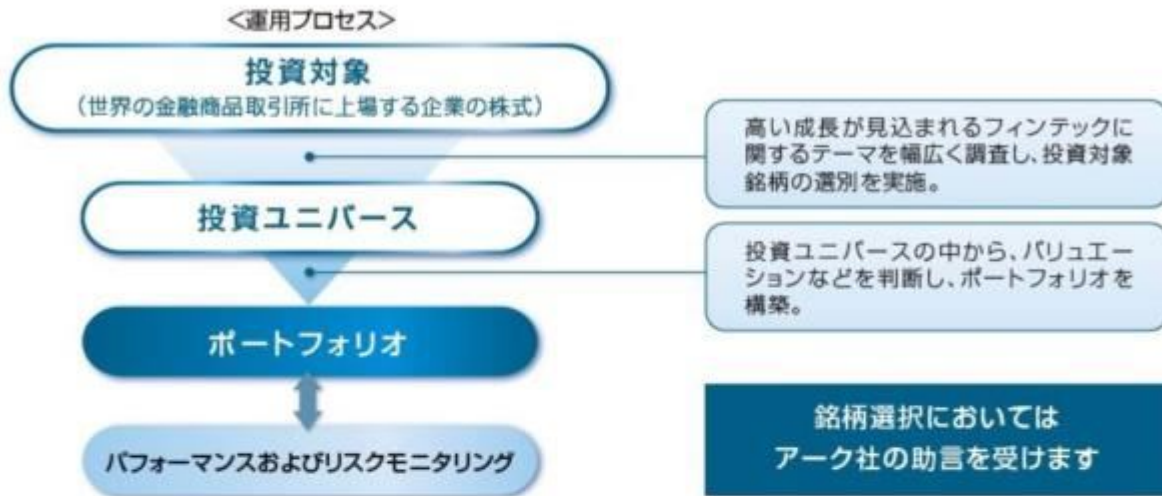 <運用プロセス>
投資対象
（世界の金融商品取引所に上場する企業の株式）
高い成長が見込まれるフィンテックに
関するテーマを幅広く調査し、投資対象
銘柄の選別を実施。
投資ユニバース
投資ユニバースの中から、バリュエー
ションなどを判断し、ポートフォリオを
構築。
ポートフォリオ
パフォーマンスおよびリスクモニタリング
銘柄選択においては
アーク社の助言を受けます